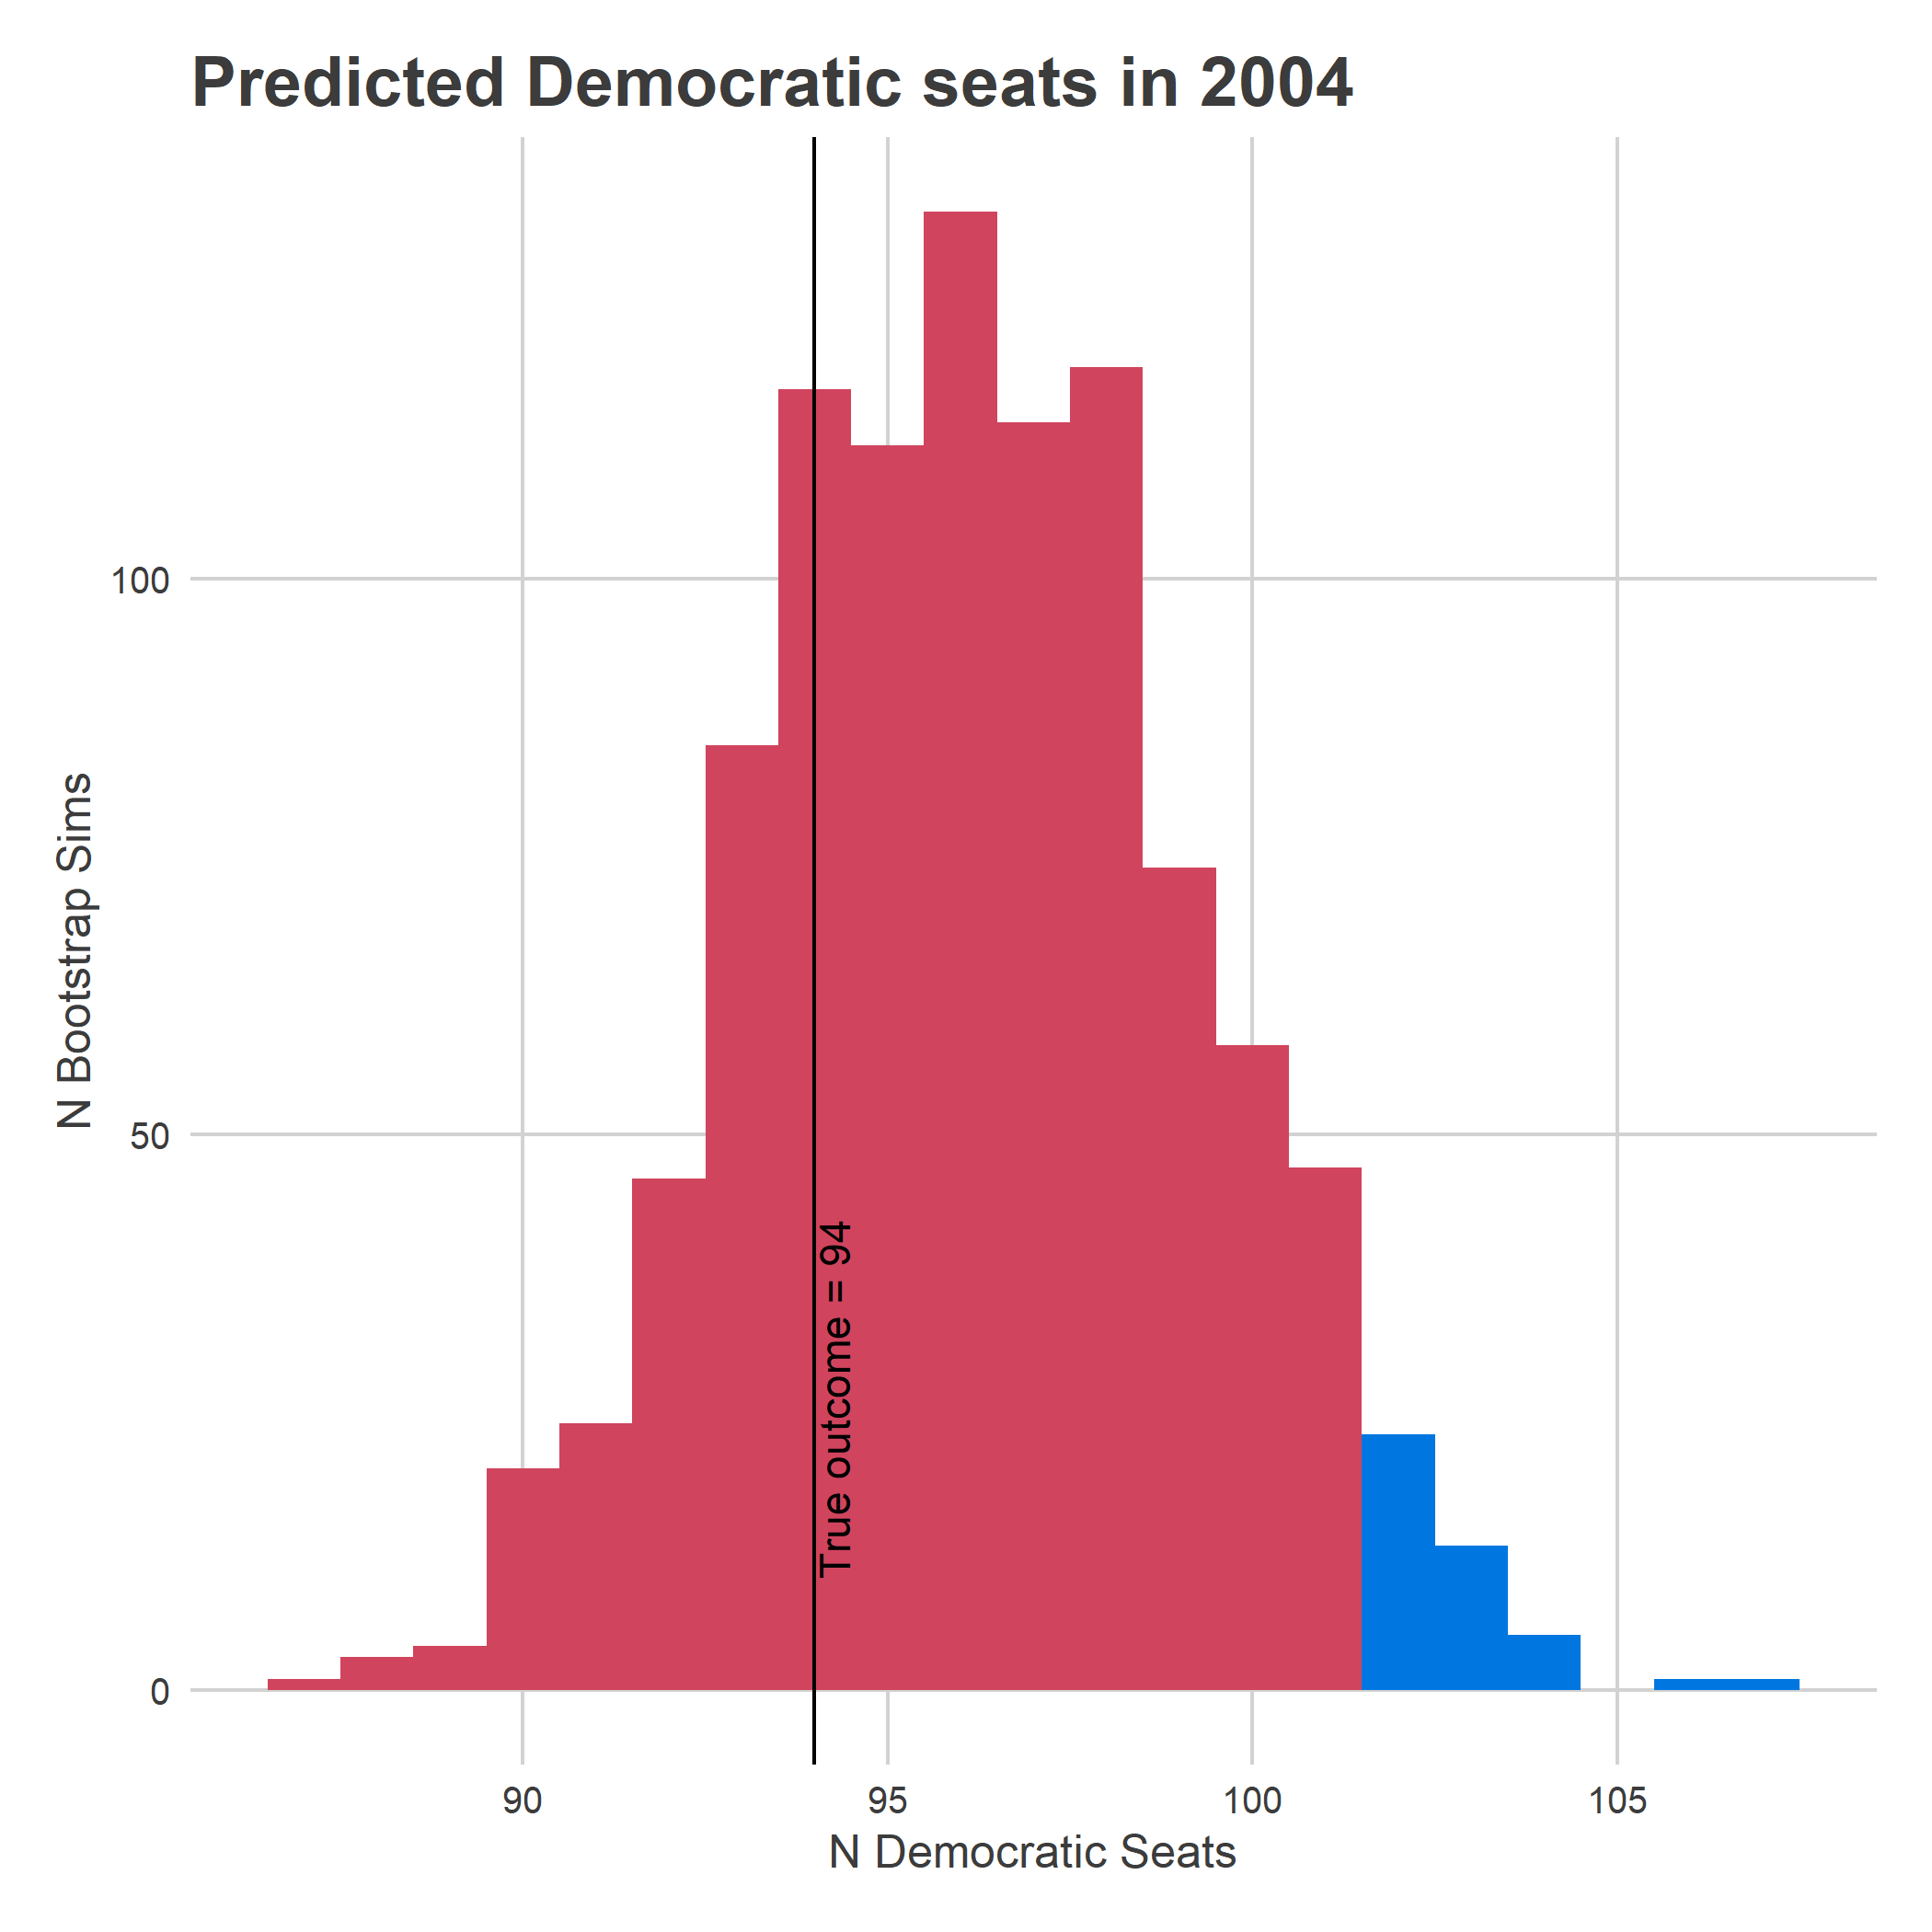 Predicted Democratic seats in 2004
N Bootstrap Sims
100
50
0
True outcome = 94
90
95
100
105
N Democratic Seats